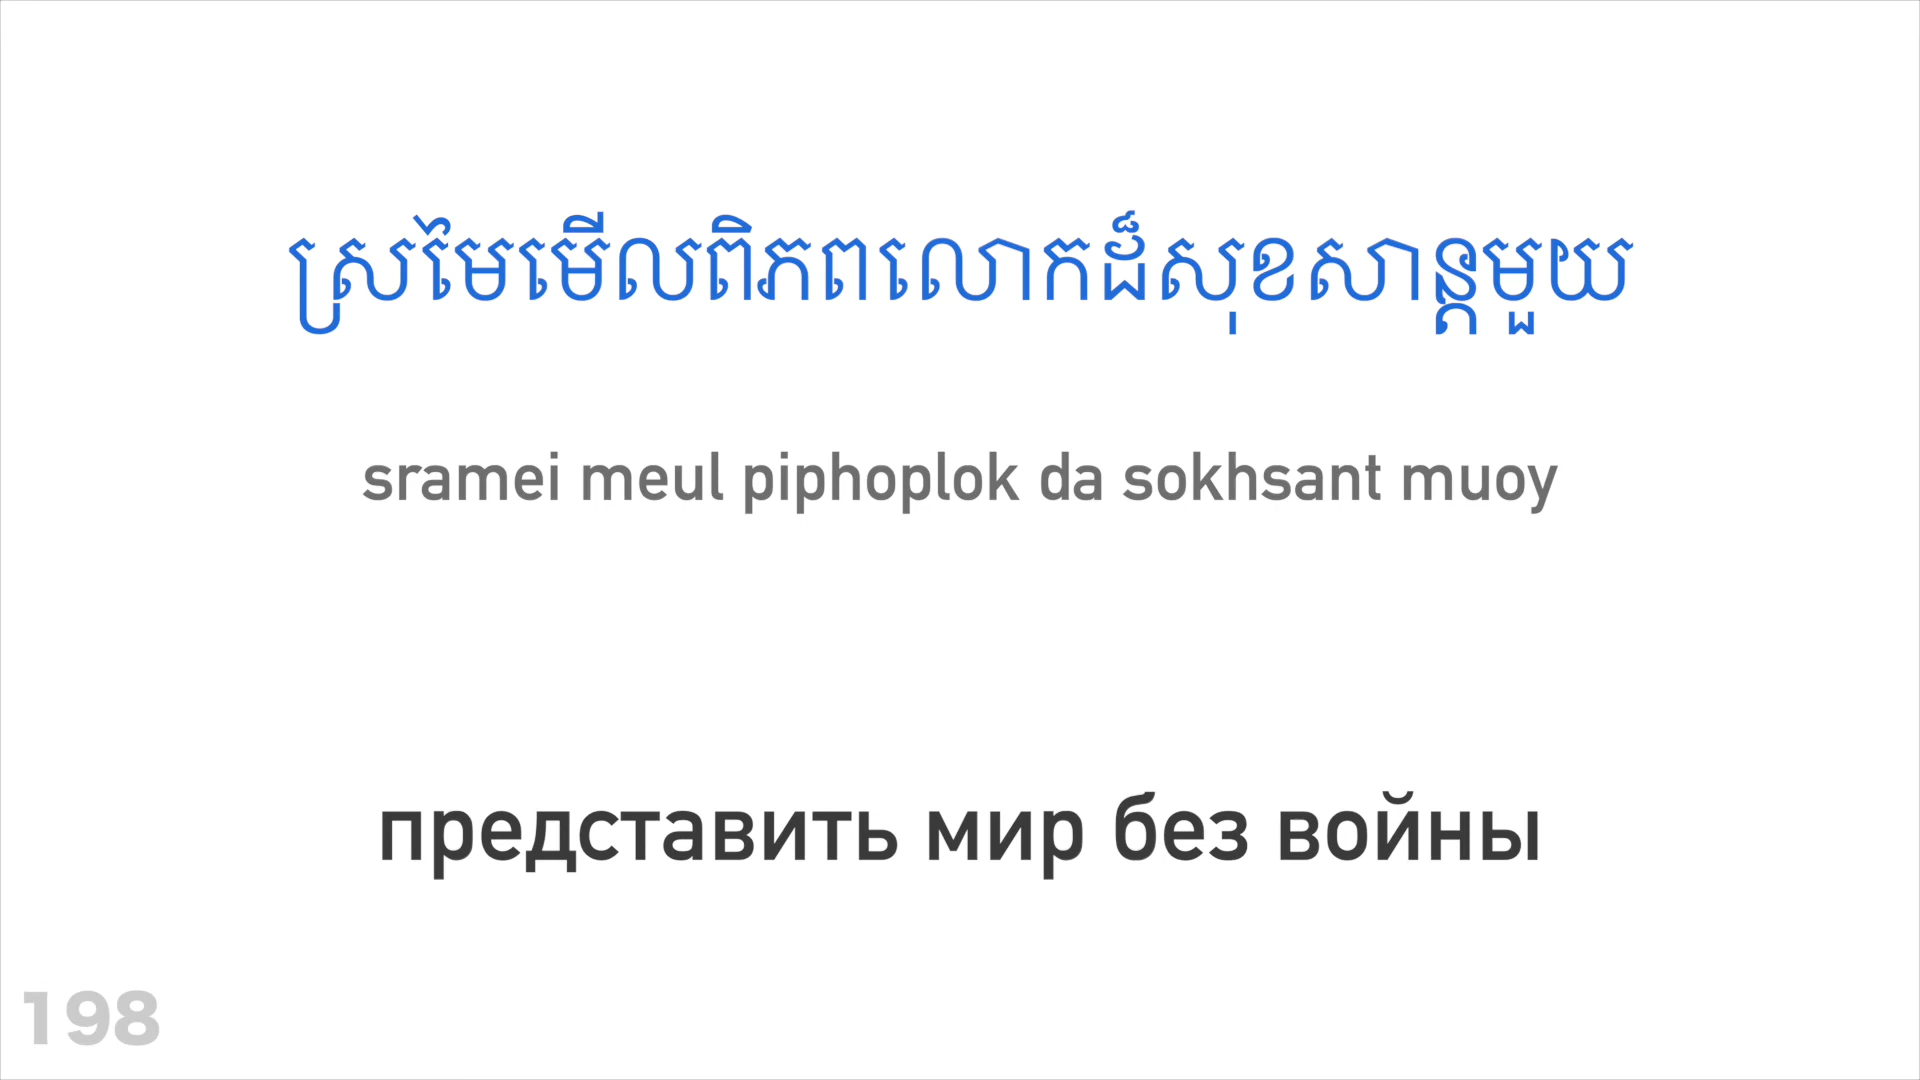 ស្រមៃមើលពិភពលោកដ៏សុខសាន្តមួយ
sramei meul piphoplok da sokhsant muoy
представить мир без войны
198